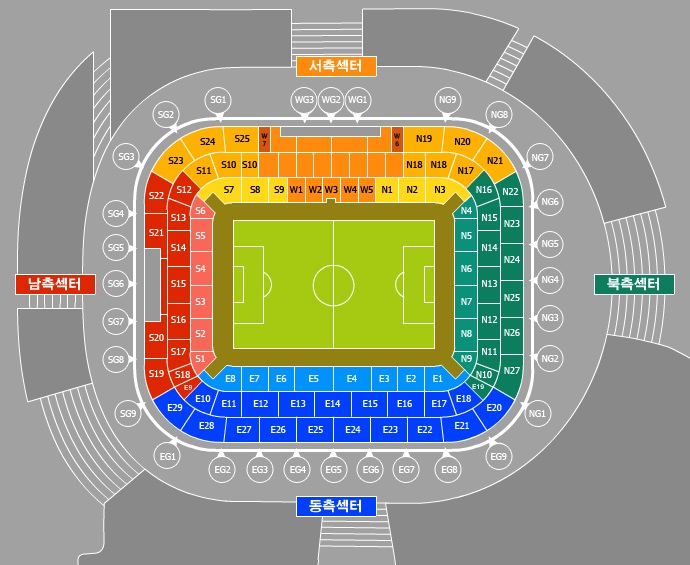 서측섹터
SG1
WG3
WG2
WG1
NG9
SG2
NG8
SG3
NG7
S24
S25
W7
W6
N19
N20
S23
S11
S10
S10
N18
N18
N17
N21
S22
S12
S7
S8
S9
W1
W2
W3
W4
W5
N1
N2
N3
N16
N22
SG4
S13
S6
N4
N15
N23
NG6
S21
S14
S5
N5
N14
NG5
SG5
S4
N6
N24
남측섹터
SG6
S15
S3
N7
N13
N25
NG4
북측섹터
SG7
S16
S2
N8
N12
N26
NG3
S20
S17
S1
N9
N11
NG2
SG8
S19
S18
E9
N10
E19
N27
E8
E7
E6
E5
E4
E3
E2
E1
SG9
E29
E10
E11
E12
E13
E14
E15
E16
E17
E18
E20
NG1
E28
E27
E26
E25
E24
E23
E22
E21
EG1
EG2
EG3
EG4
EG5
EG6
EG7
EG8
EG9
동측섹터